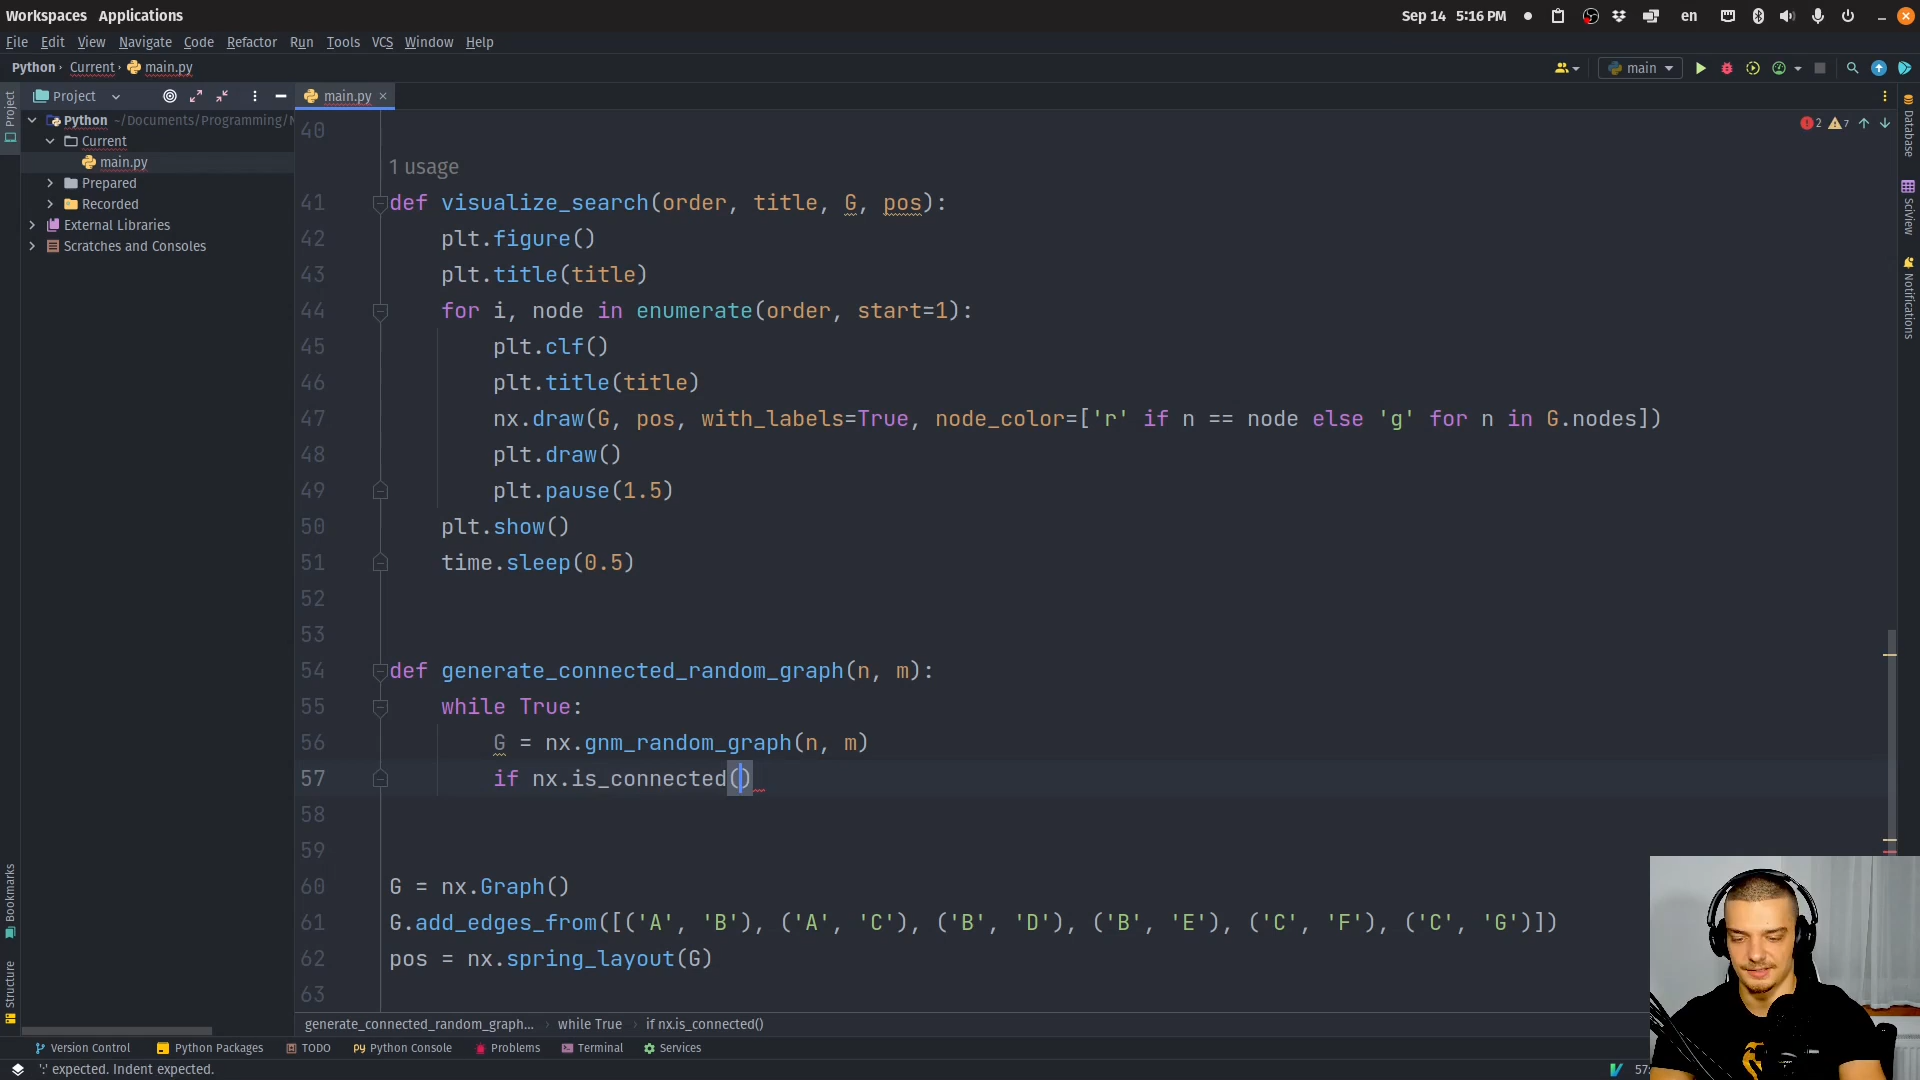 Workspaces Applications
Sep 14 5:16 PM
en
File Edit View Navigate Code Refactor Run Tools VCS Window Help
Python Current main.py
main
Project
main.py
Python ~/Documents/Programming/
Current
main.py
Prepared
Recorded
External Libraries
Scratches and Consoles
Project
Bookmarks
Structure
Database
SciView
Notifications
2 7
40
1 usage
41 def visualize_search(order, title, G, pos):
42 plt.figure()
43 plt.title(title)
44 for i, node in enumerate(order, start=1):
45 plt.clf()
46 plt.title(title)
47 nx.draw(G, pos, with_labels=True, node_color=['r' if n == node else 'g' for n in G.nodes])
48 plt.draw()
49 plt.pause(1.5)
50 plt.show()
51 time.sleep(0.5)
52
53
54 def generate_connected_random_graph(n, m):
55 while True:
56 G = nx.gnm_random_graph(n, m)
57 if nx.is_connected()
58
59
60 G = nx.Graph()
61 G.add_edges_from([('A', 'B'), ('A', 'C'), ('B', 'D'), ('B', 'E'), ('C', 'F'), ('C', 'G')])
62 pos = nx.spring_layout(G)
63
generate_connected_random_graph... while True if nx.is_connected()
Version Control Python Packages TODO Python Console Problems Terminal Services
':' expected. Indent expected.
57: